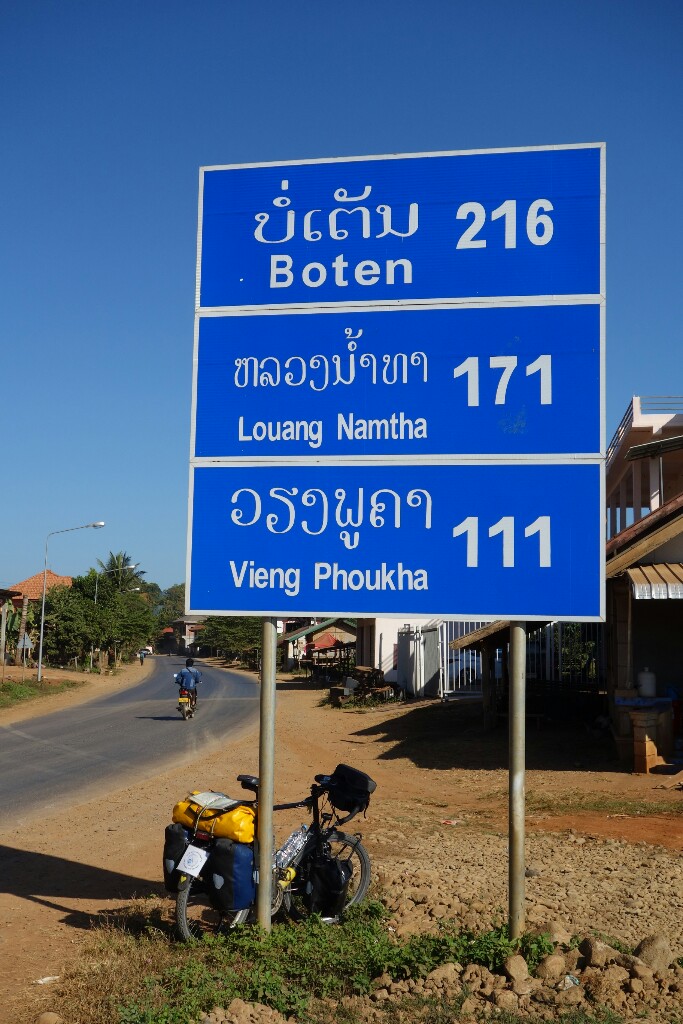 ບໍ່ເຕັນ 216
Boten
ຫລວງນ້ຳທາ 171
Louang Namtha
ວຽງພູຄາ 111
Vieng Phoukha